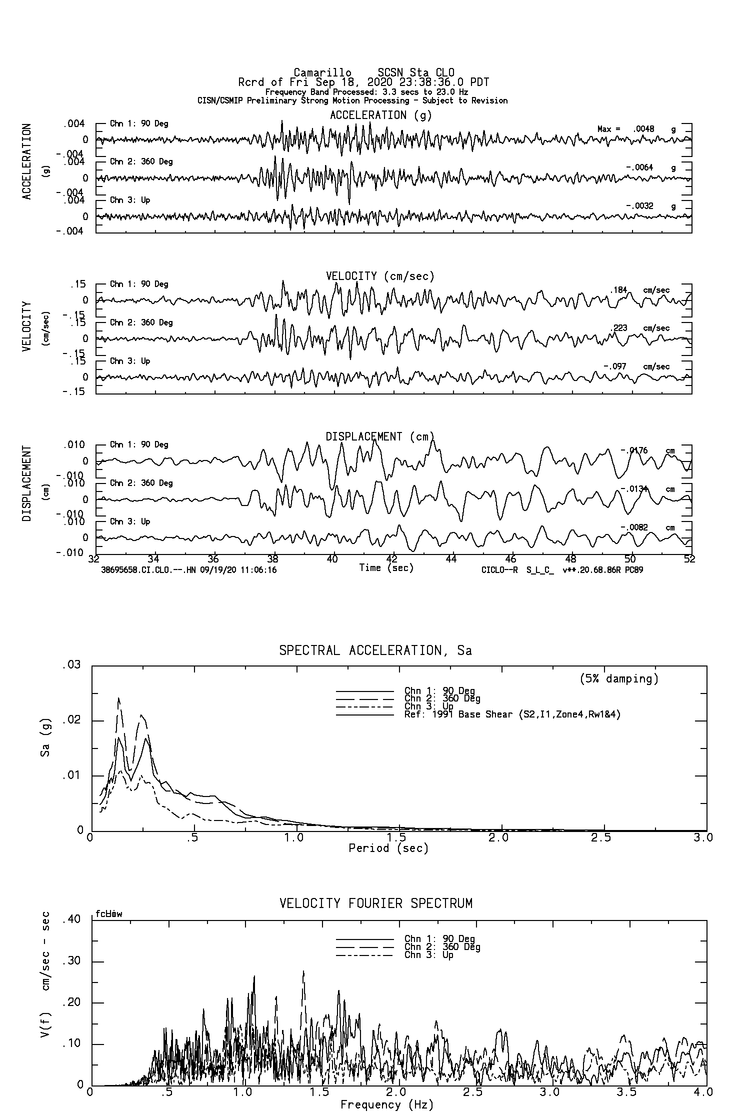 Camarillo SCSN Sta CLO
Rcrd of Fri Sep 18, 2020 23:38:36.0 PDT
Frequency Band Processed: 3.3 secs to 23.0 Hz
CISN/CSMIP Preliminary Strong Motion Processing - Subject to Revision
ACCELERATION (g)
ACCELERATION
(g)
.004
0
-.004
Chn 1: 90 Deg
Max = .0048 g
.004
0
-.004
Chn 2: 360 Deg
-.0064 g
.004
0
-.004
Chn 3: Up
-.0032 g
VELOCITY (cm/sec)
VELOCITY
(cm/sec)
.15
0
-.15
Chn 1: 90 Deg
.184 cm/sec
.15
0
-.15
Chn 2: 360 Deg
.223 cm/sec
.15
0
-.15
Chn 3: Up
-.097 cm/sec
DISPLACEMENT (cm)
DISPLACEMENT
(cm)
.010
0
-.010
Chn 1: 90 Deg
-.0176 cm
.010
0
-.010
Chn 2: 360 Deg
-.0134 cm
.010
0
-.010
Chn 3: Up
-.0082 cm
32 34 36 38 40 42 44 46 48 50 52
Time (sec)
38695658.CI.CLO.--.HN 09/19/20 11:06:16
CICLO--R S_L_C_ v**.20.68.86R PC89
SPECTRAL ACCELERATION, Sa
(5% damping)
Chn 1: 90 Deg
Chn 2: 360 Deg
Chn 3: Up
Ref: 1991 Base Shear (S2,I1,Zone4,Rw1&4)
Sa (g)
.03
.02
.01
0
0 .5 1.0 1.5 2.0 2.5 3.0
Period (sec)
VELOCITY FOURIER SPECTRUM
Chn 1: 90 Deg
Chn 2: 360 Deg
Chn 3: Up
V(f) cm/sec - sec
.40
.30
.20
.10
0
0 .5 1.0 1.5 2.0 2.5 3.0 3.5 4.0
Frequency (Hz)